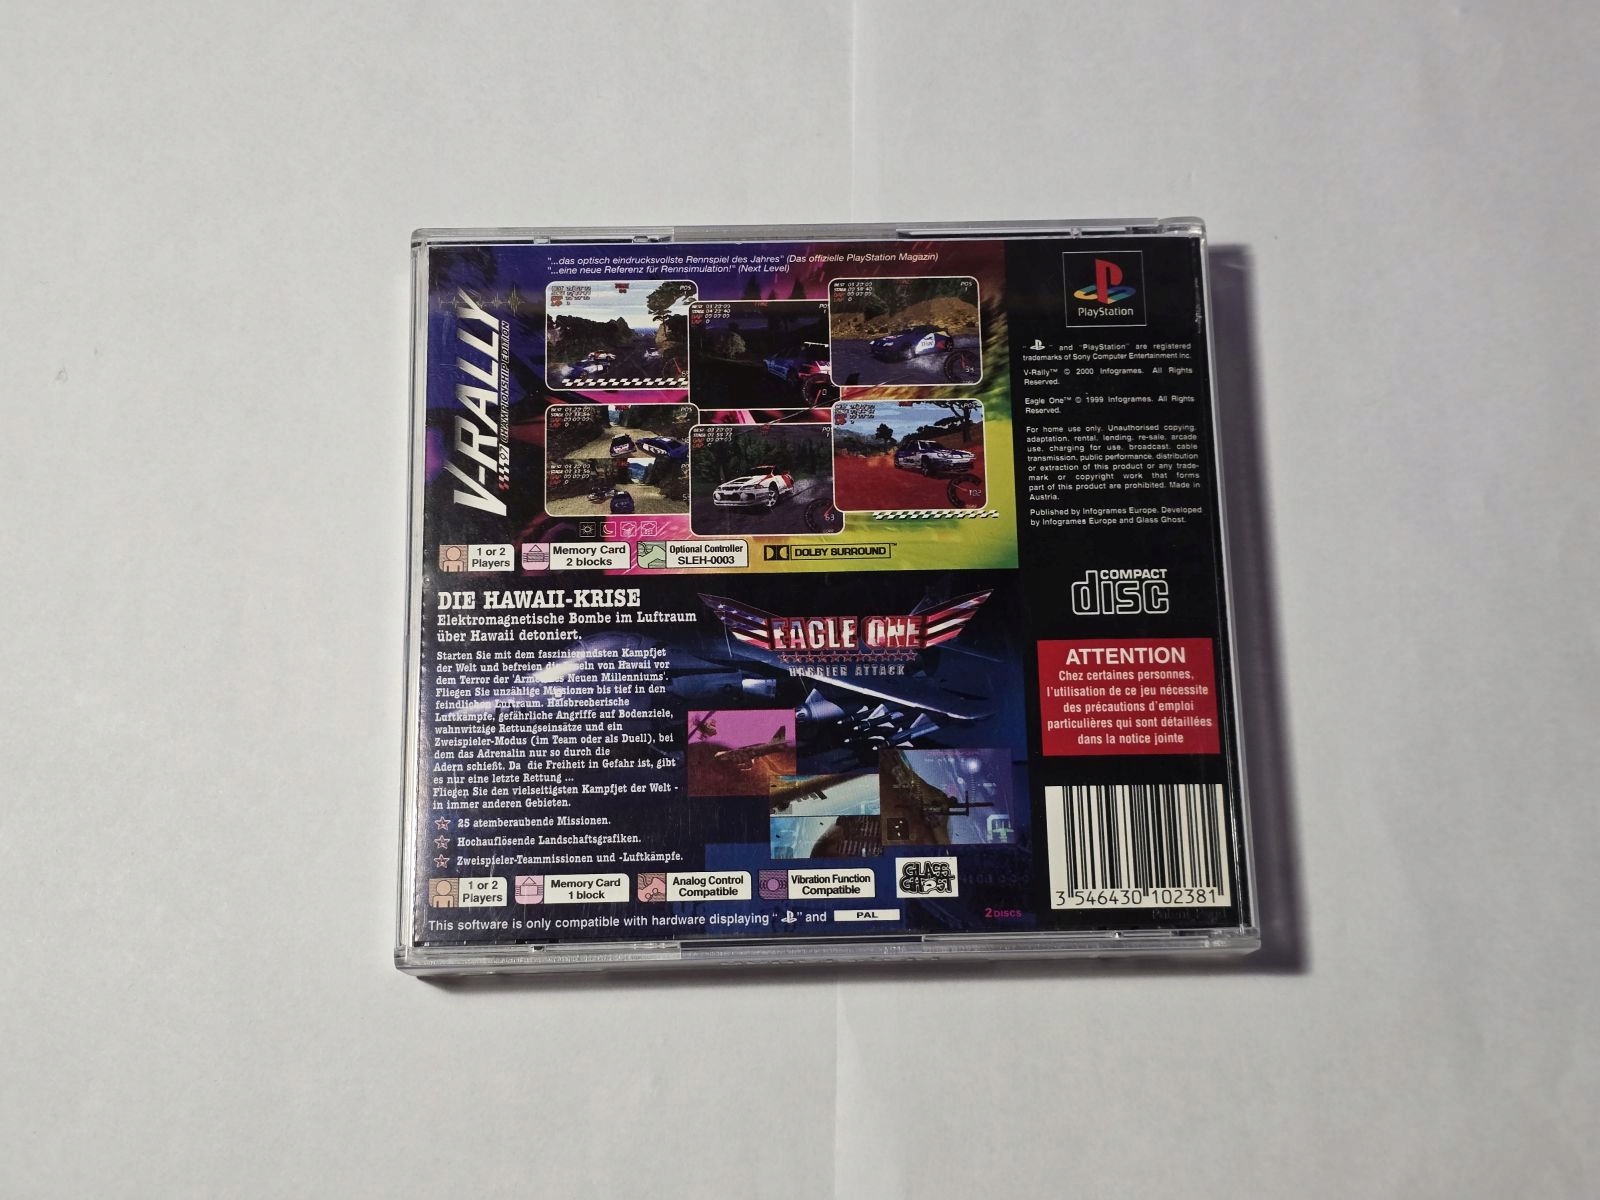 "...das optisch eindrucksvollste Rennspiel des Jahres" (Das offizielle PlayStation Magazin)
"...eine neue Referenz für Rennsimulation!" (Next Level)
V-RALLY
97 CHAMPIONSHIP EDITION
1 or 2
Players
Memory Card
2 blocks
Optional Controller
SLEH-0003
DOLBY SURROUND™
DIE HAWAII-KRISE
Elektromagnetische Bombe im Luftraum
über Hawaii detoniert.
Starten Sie mit dem faszinierendsten Kampfjet
der Welt und befreien die Inseln von Hawaii vor
dem Terror der 'Armee des Neuen Millenniums'.
Fliegen Sie unzählige Missionen bis tief in den
feindlichen Luftraum. Halsbrecherische
Luftkämpfe, gefährliche Angriffe auf Bodenziele,
wahnwitzige Rettungseinsätze und ein
Zweispieler-Modus (im Team oder als Duell), bei
dem das Adrenalin nur so durch die
Adern schießt. Da die Freiheit in Gefahr ist, gibt
es nur eine letzte Rettung ...
Fliegen Sie den vielseitigsten Kampfjet der Welt -
in immer anderen Gebieten.
25 atemberaubende Missionen.
Hochauflösende Landschaftsgrafiken.
Zweispieler-Teammissionen und -Luftkämpfe.
EAGLE ONE
HARRIER ATTACK
1 or 2
Players
Memory Card
1 block
Analog Control
Compatible
Vibration Function
Compatible
GLASS
GHOST
This software is only compatible with hardware displaying " " and PAL
2 DISCS
PlayStation
" " and "PlayStation" are registered
trademarks of Sony Computer Entertainment Inc.
V-Rally™ © 2000 Infogrames. All Rights
Reserved.
Eagle One™ © 1999 Infogrames. All Rights
Reserved.
For home use only. Unauthorised copying,
adaptation, rental, lending, re-sale, arcade
use, charging for use, broadcast, cable
transmission, public performance, distribution
or extraction of this product or any trade-
mark or copyright work that forms
part of this product are prohibited. Made in
Austria.
Published by Infogrames Europe. Developed
by Infogrames Europe and Glass Ghost.
COMPACT
disc
ATTENTION
Chez certaines personnes,
l'utilisation de ce jeu nécessite
des précautions d'emploi
particulières qui sont détaillées
dans la notice jointe
3 546430 102381